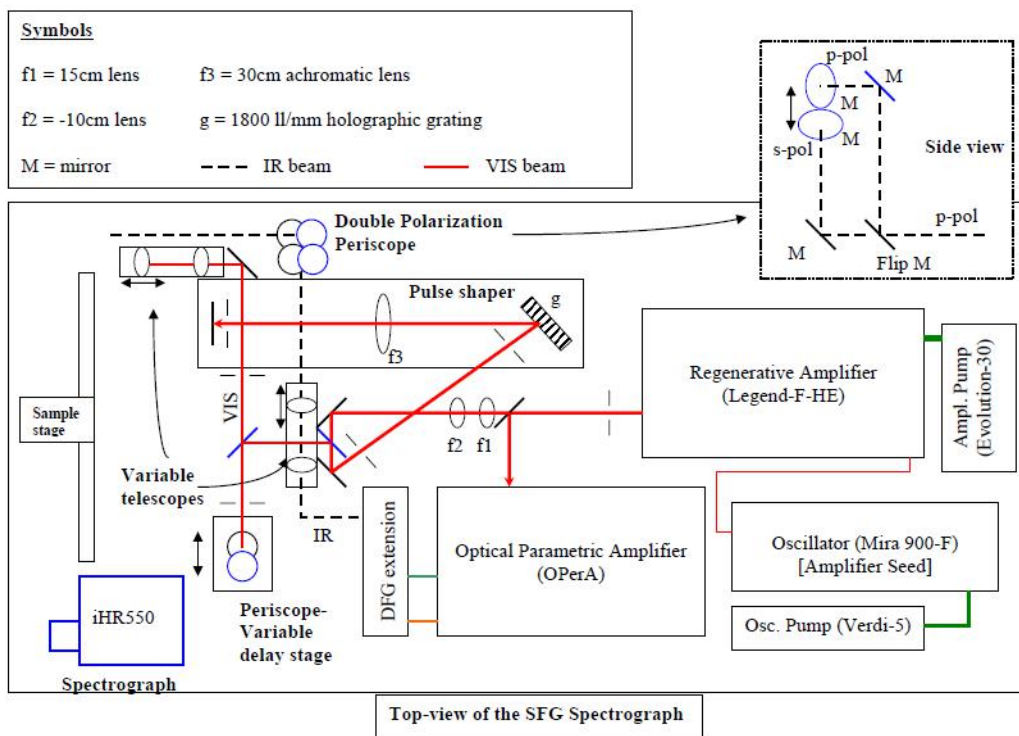 Symbols
f1 = 15cm lens
f3 = 30cm achromatic lens
f2 = -10cm lens
g = 1800 ll/mm holographic grating
M = mirror
IR beam
VIS beam
p-pol
M
M
M
s-pol
Side view
p-pol
M
Flip M
Double Polarization
Periscope
Pulse shaper
g
f3
Regenerative Amplifier
(Legend-F-HE)
Ampl. Pump
(Evolution-30)
Sample
stage
VIS
f2
f1
Variable
telescopes
IR
DFG extension
Optical Parametric Amplifier
(OPerA)
Oscillator (Mira 900-F)
[Amplifier Seed]
iHR550
Periscope-
Variable
delay stage
Osc. Pump (Verdi-5)
Spectrograph
Top-view of the SFG Spectrograph